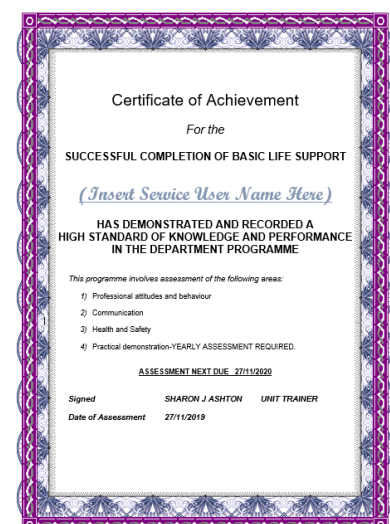 Certificate of Achievement
For the
SUCCESSFUL COMPLETION OF BASIC LIFE SUPPORT
(Insert Service User Name Here)
HAS DEMONSTRATED AND RECORDED A
HIGH STANDARD OF KNOWLEDGE AND PERFORMANCE
IN THE DEPARTMENT PROGRAMME
This programme involves assessment of the following areas:
1) Professional attitudes and behaviour
2) Communication
3) Health and Safety
4) Practical demonstration-YEARLY ASSESSMENT REQUIRED.
ASSESSMENT NEXT DUE 27/11/2020
Signed SHARON J ASHTON UNIT TRAINER
Date of Assessment 27/11/2019